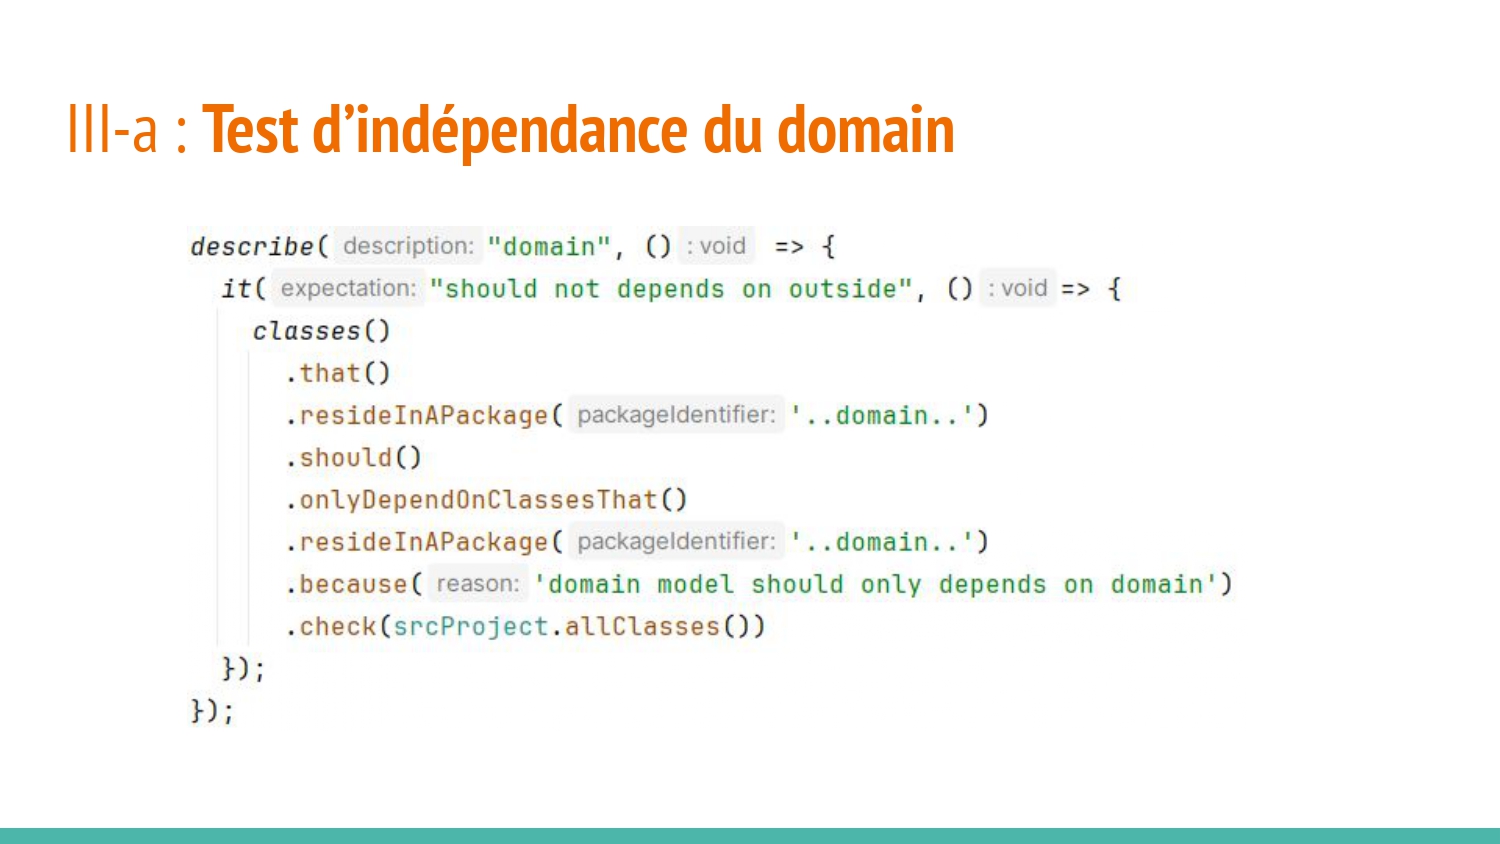 III-a : Test d’indépendance du domain
describe( description: "domain", () : void => {
it( expectation: "should not depends on outside", () : void => {
classes()
.that()
.resideInAPackage( packageIdentifier: '..domain..')
.should()
.onlyDependOnClassesThat()
.resideInAPackage( packageIdentifier: '..domain..')
.because( reason: 'domain model should only depends on domain')
.check(srcProject.allClasses())
});
});